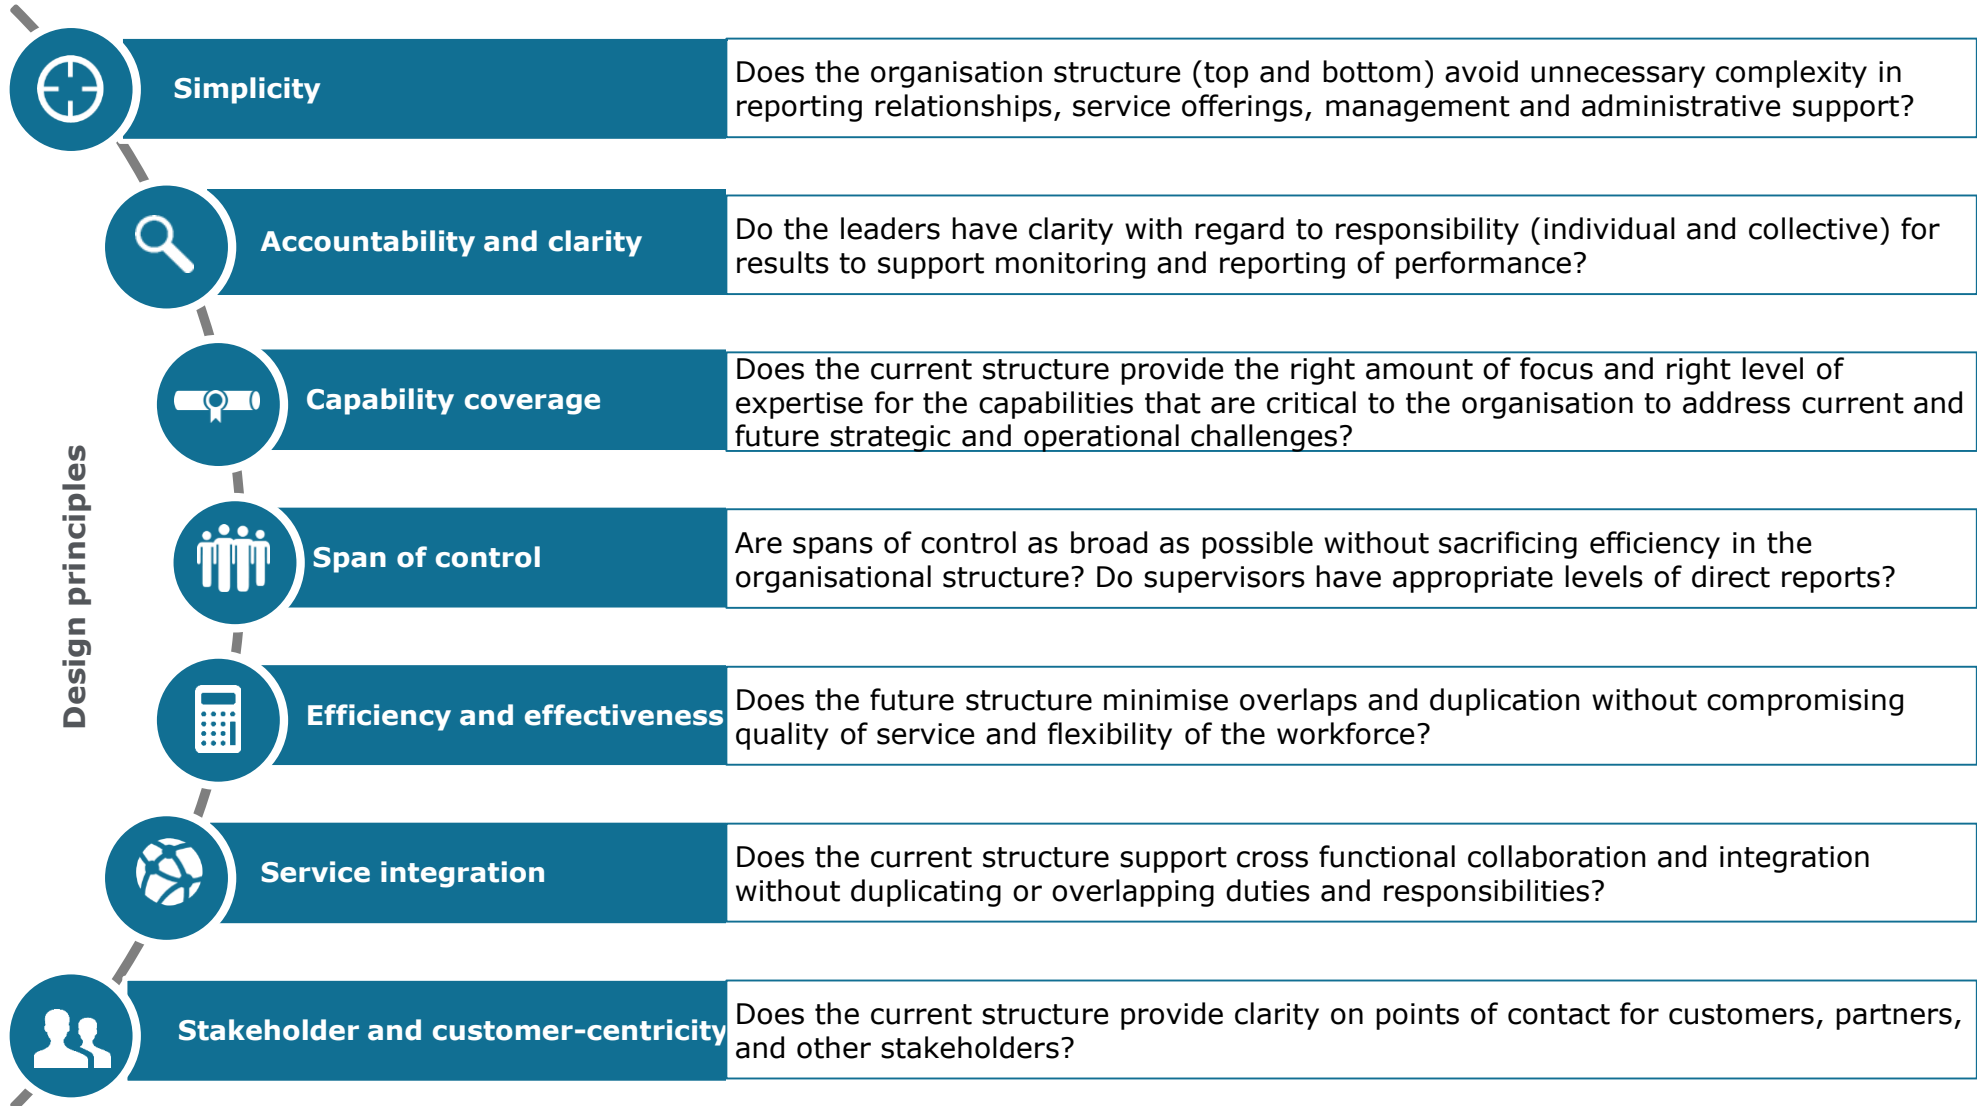 Design principles
Simplicity
Does the organisation structure (top and bottom) avoid unnecessary complexity in
reporting relationships, service offerings, management and administrative support?
Accountability and clarity
Do the leaders have clarity with regard to responsibility (individual and collective) for
results to support monitoring and reporting of performance?
Capability coverage
Does the current structure provide the right amount of focus and right level of
expertise for the capabilities that are critical to the organisation to address current and
future strategic and operational challenges?
Span of control
Are spans of control as broad as possible without sacrificing efficiency in the
organisational structure? Do supervisors have appropriate levels of direct reports?
Efficiency and effectiveness
Does the future structure minimise overlaps and duplication without compromising
quality of service and flexibility of the workforce?
Service integration
Does the current structure support cross functional collaboration and integration
without duplicating or overlapping duties and responsibilities?
Stakeholder and customer-centricity
Does the current structure provide clarity on points of contact for customers, partners,
and other stakeholders?